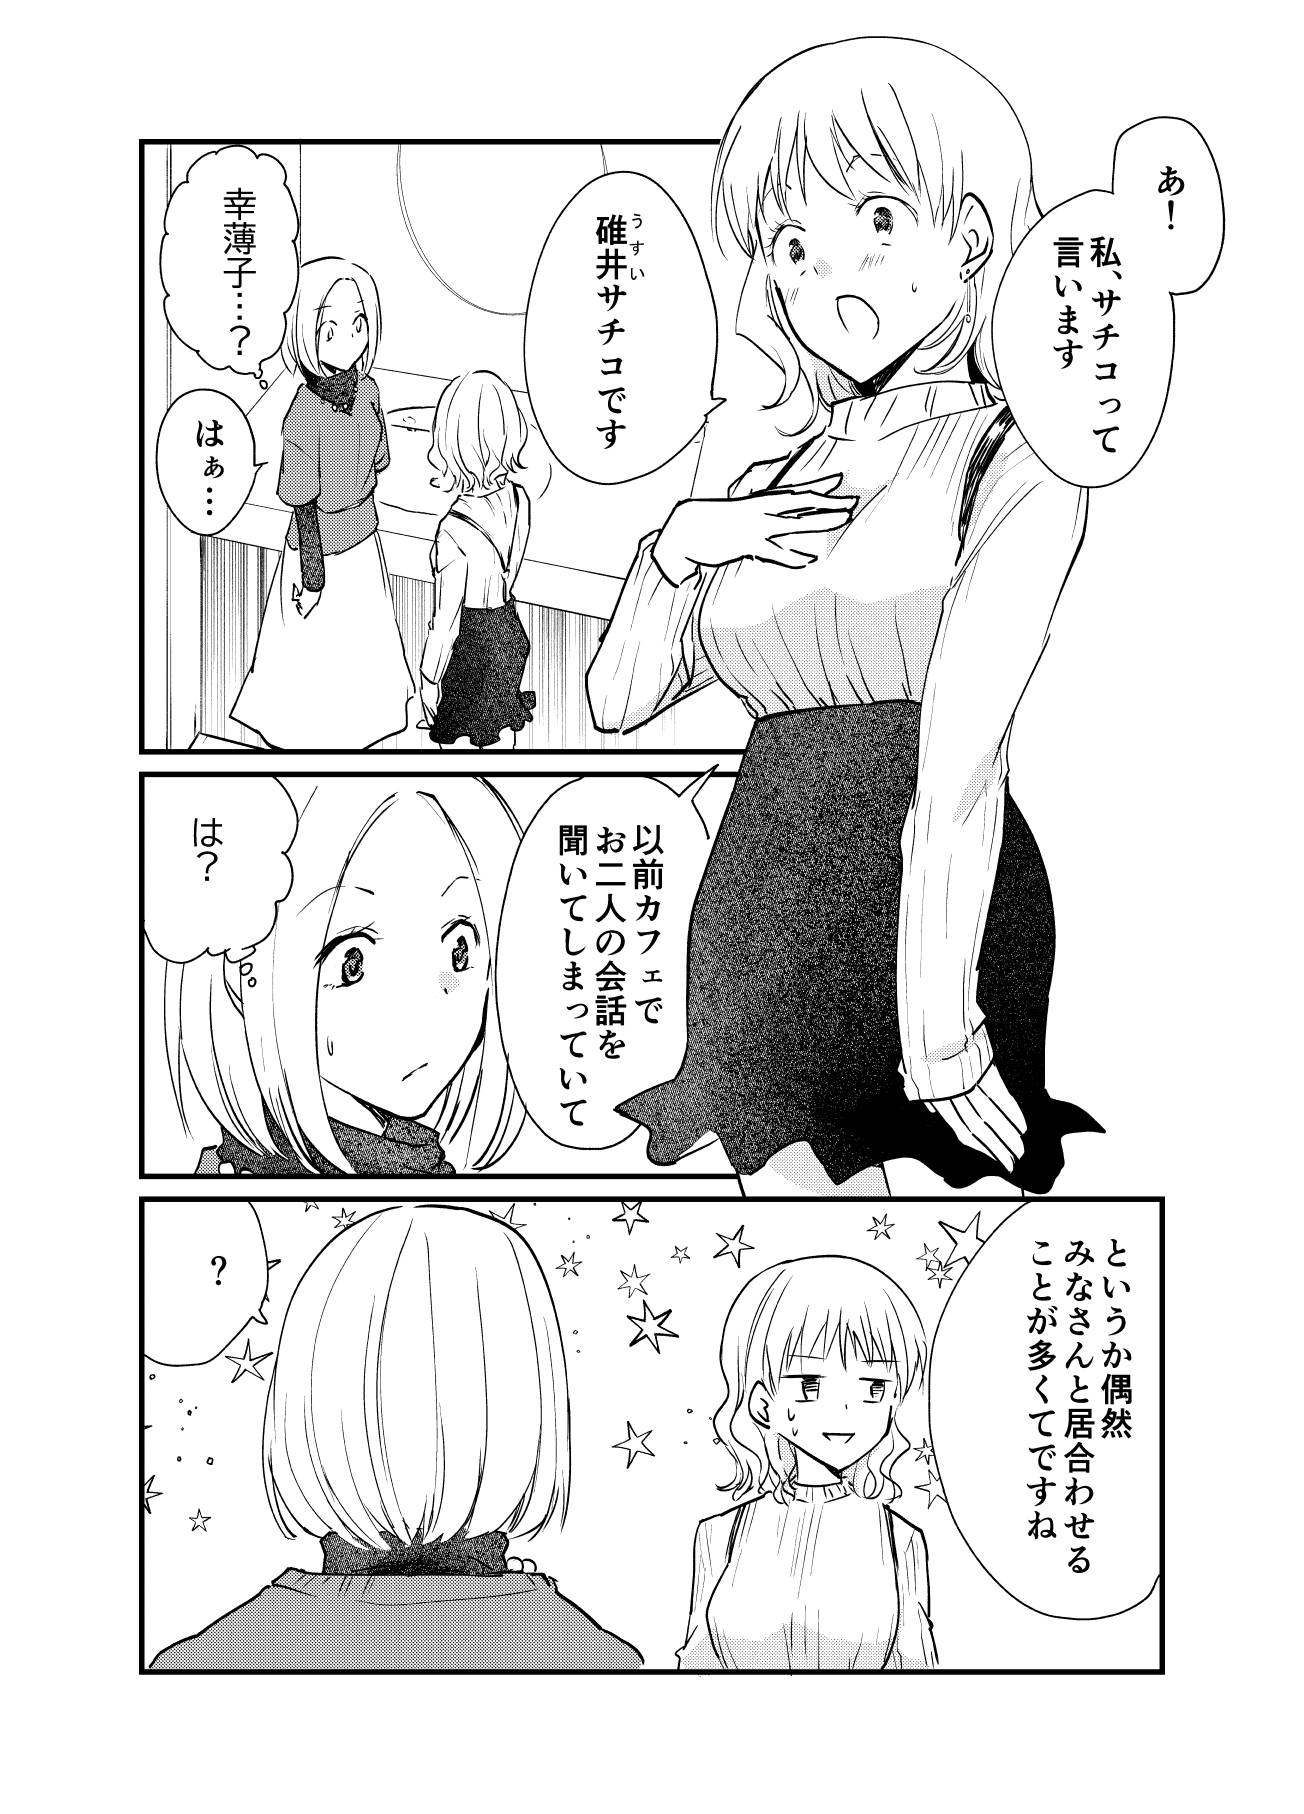 あ！
私、サチコって
言います
うすい
碓井サチコです
幸薄子…？
はぁ…
以前カフェで
お二人の会話を
聞いてしまっていて
は？
というか偶然
みなさんと居合わせる
ことが多くてですね
？